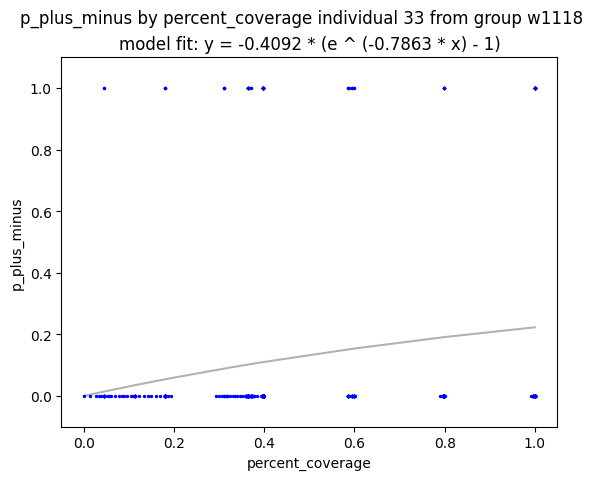 p_plus_minus by percent_coverage individual 33 from group w1118
model fit: y = -0.4092 * (e ^ (-0.7863 * x) - 1)
1.0
0.8
0.6
0.4
0.2
0.0
p_plus_minus
0.0 0.2 0.4 0.6 0.8 1.0
percent_coverage